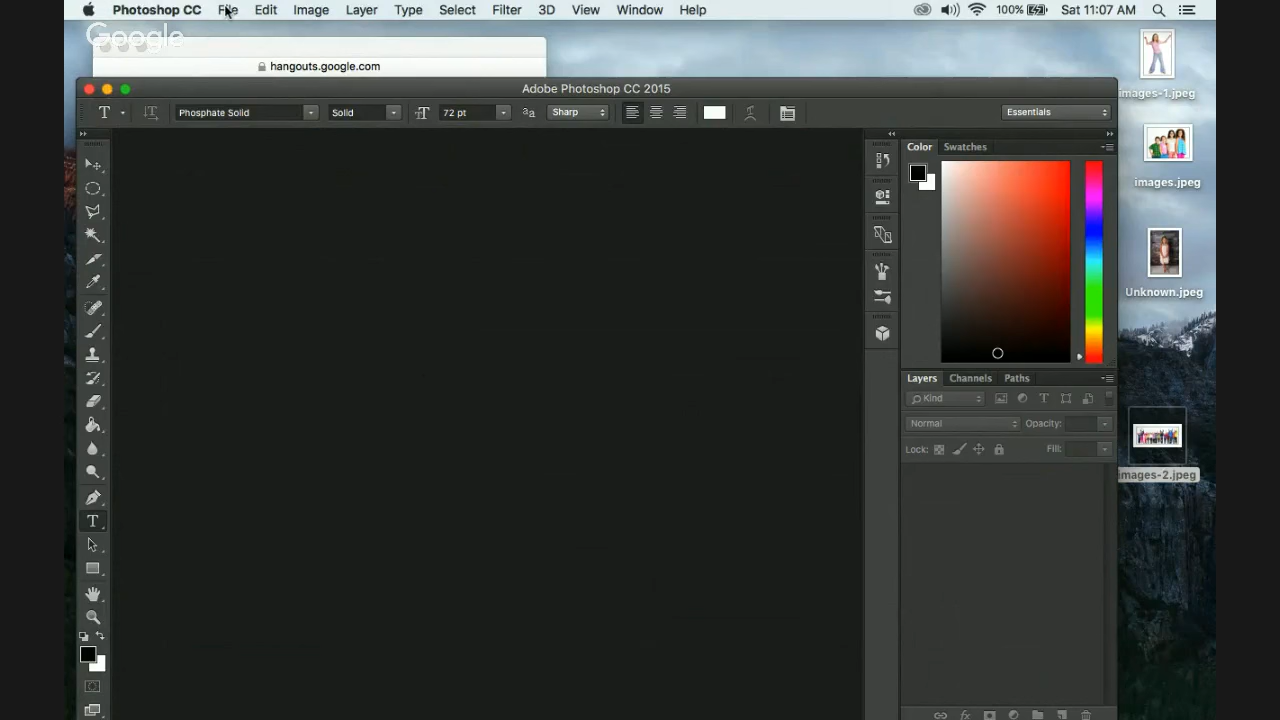 Photoshop CC File Edit Image Layer Type Select Filter 3D View Window Help 100% Sat 11:07 AM
Google
hangouts.google.com
Adobe Photoshop CC 2015
T Phosphate Solid Solid 72 pt aa Sharp Essentials
Color Swatches
Layers Channels Paths
Kind
Normal Opacity:
Lock: Fill:
T
fx
images-1.jpeg
images.jpeg
Unknown.jpeg
images-2.jpeg